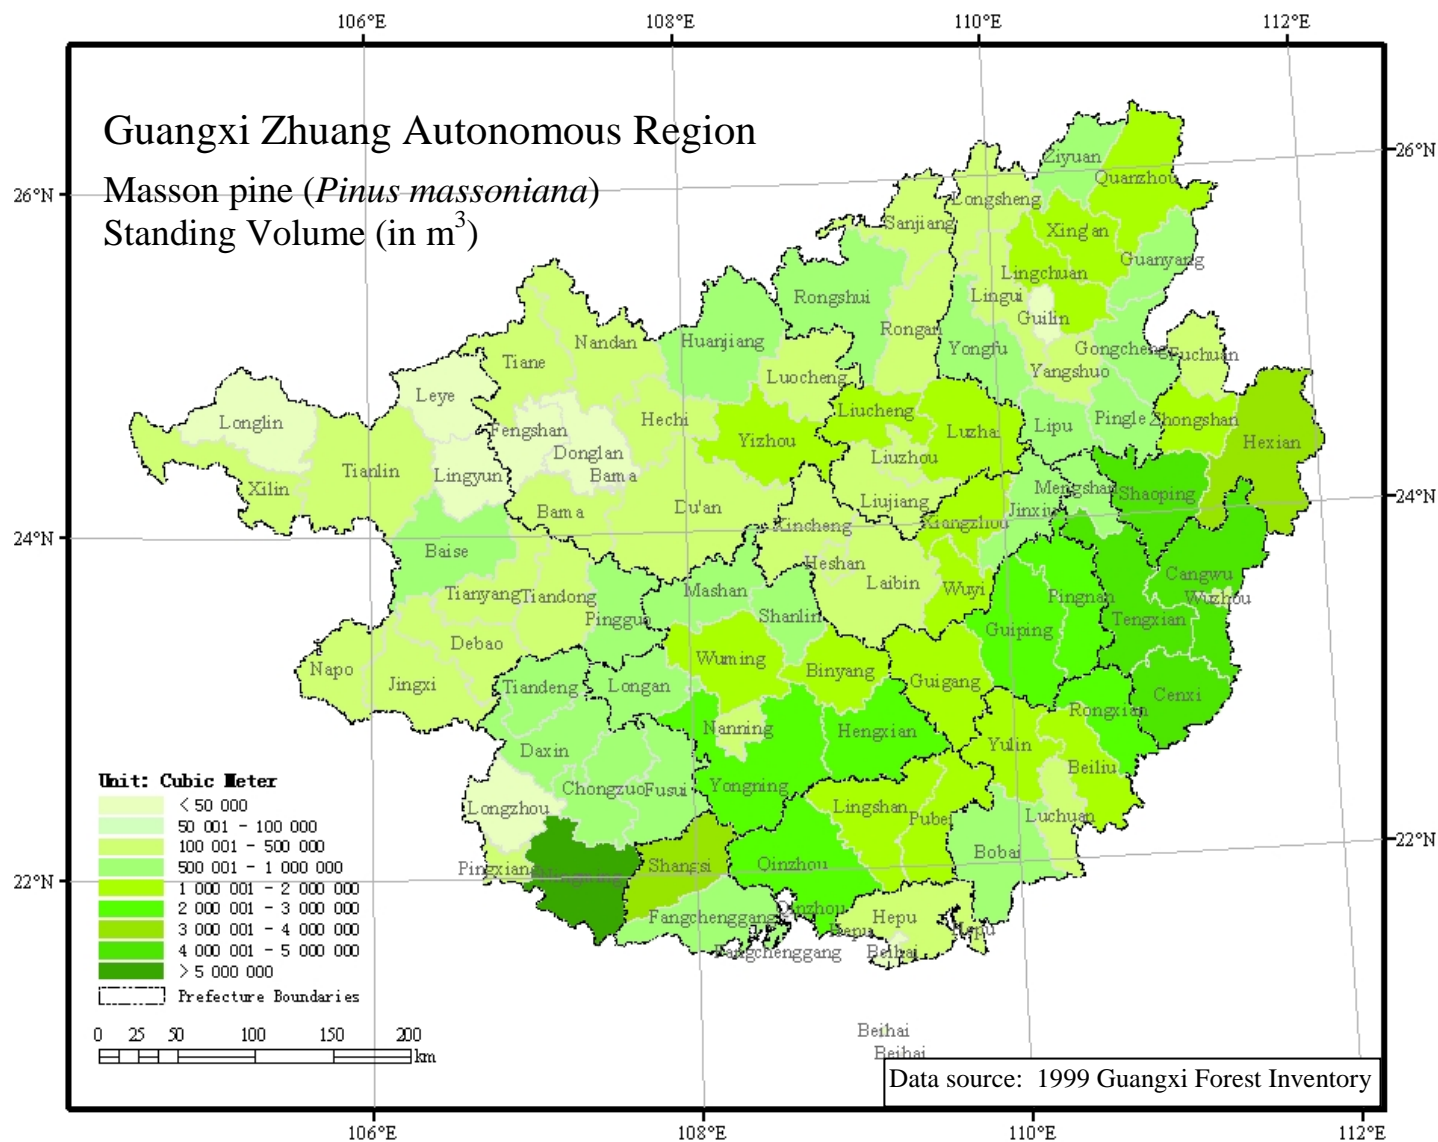 106°E 108°E 110°E 112°E
Guangxi Zhuang Autonomous Region
Masson pine (Pinus massoniana)
Standing Volume (in m³)
26°N
26°N
24°N
24°N
22°N
22°N
Ziyuan
Quanzhou
Longsheng
Sanjiang
Xing'an
Guanyang
Lingchuan
Rongshui
Lingui
Guilin
Rongan
Huanjiang
Nandan
Yongfu
Gongcheng
Fuchuan
Tiane
Yangshuo
Luocheng
Leye
Liucheng
Hechi
Longlin
Fengshan
Yizhou
Luzhai
Lipu
Pingle
Zhongshan
Hexian
Donglan
Liuzhou
Tianlin
Lingyun
Bama
Xilin
Mengshan
Shaoping
Liujiang
Du'an
Bama
Jinxiu
Xincheng
Xiangzhou
Baise
Heshan
Laibin
Cangwu
Mashan
Wuyi
Tianyang
Tiandong
Pingnan
Wuzhou
Shanlin
Pingguo
Tengxian
Guiping
Debao
Wuming
Napo
Binyang
Jingxi
Tiandeng
Longan
Guigang
Cenxi
Rongxian
Nanning
Hengxian
Daxin
Yulin
Beiliu
Chongzuo
Fusui
Yongning
Longzhou
Lingshan
Pubei
Luchuan
Bobai
Pingxiang
Shangsi
Qinzhou
Fangchenggang
Qinzhou
Hepu
Hepu
Hepu
Fangchenggang
Beihai
Beihai
Beihai
Unit: Cubic Meter
< 50 000
50 001 - 100 000
100 001 - 500 000
500 001 - 1 000 000
1 000 001 - 2 000 000
2 000 001 - 3 000 000
3 000 001 - 4 000 000
4 000 001 - 5 000 000
> 5 000 000
Prefecture Boundaries
0 25 50 100 150 200
km
Data source: 1999 Guangxi Forest Inventory
106°E 108°E 110°E 112°E